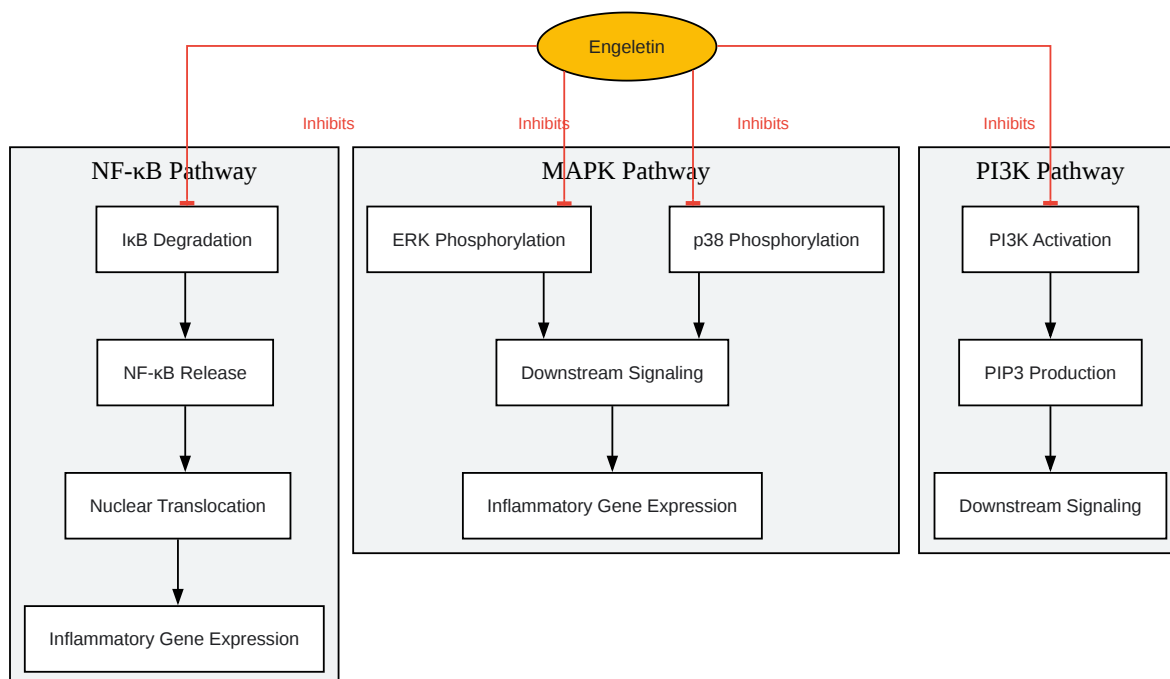 Engeletin
Inhibits
Inhibits
Inhibits
Inhibits
NF-κB Pathway
IκB Degradation
NF-κB Release
Nuclear Translocation
Inflammatory Gene Expression
MAPK Pathway
ERK Phosphorylation
p38 Phosphorylation
Downstream Signaling
Inflammatory Gene Expression
PI3K Pathway
PI3K Activation
PIP3 Production
Downstream Signaling